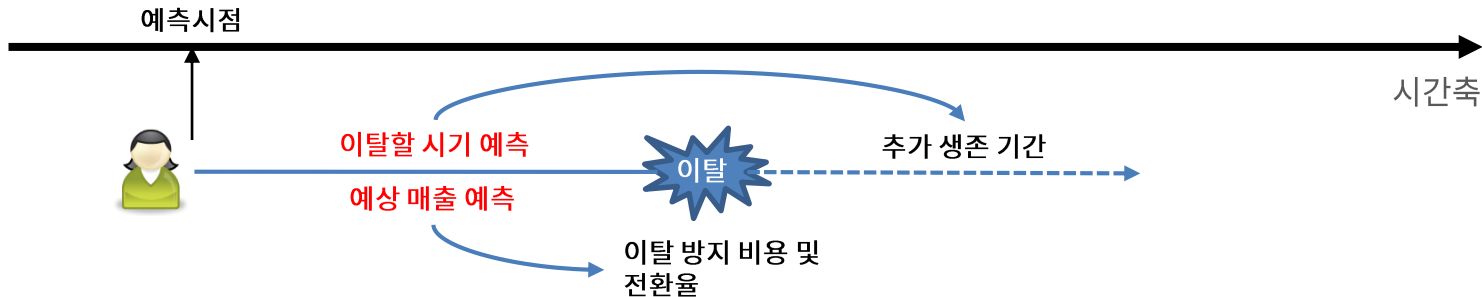 예측시점
시간축
이탈할 시기 예측
이탈
추가 생존 기간
예상 매출 예측
이탈 방지 비용 및
전환율